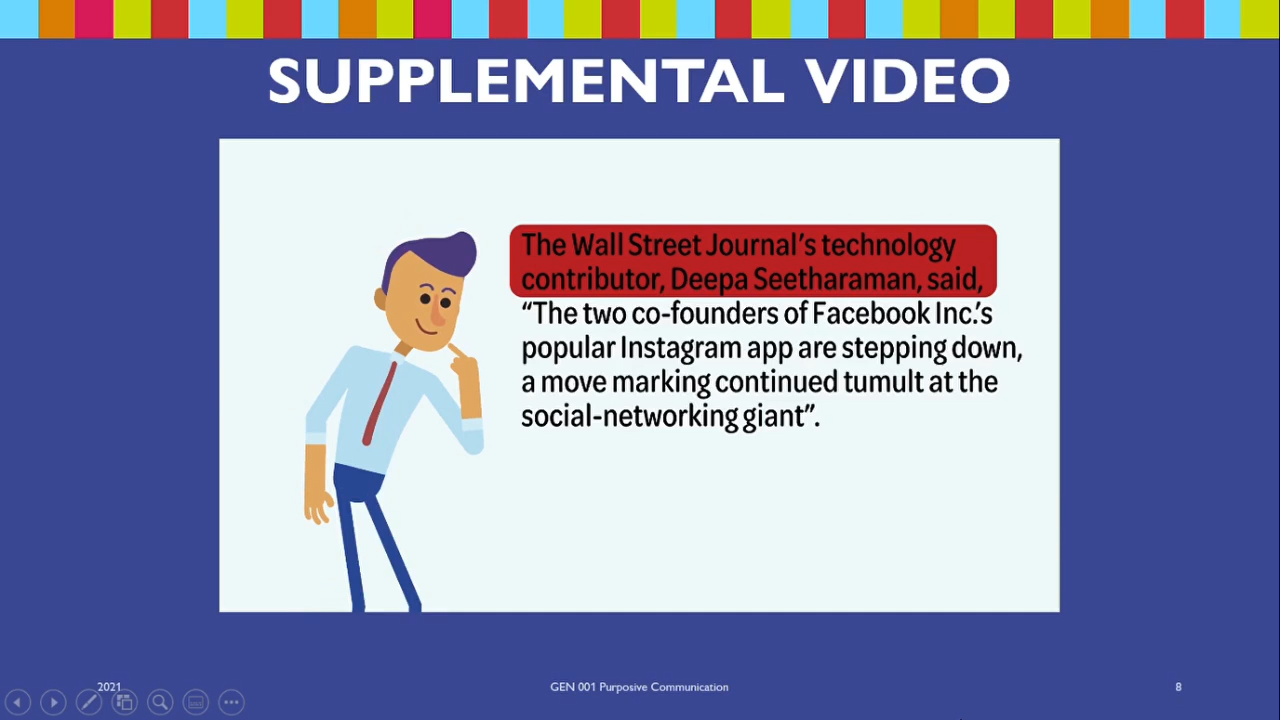 SUPPLEMENTAL VIDEO
The Wall Street Journal’s technology
contributor, Deepa Seetharaman, said,
“The two co-founders of Facebook Inc.’s
popular Instagram app are stepping down,
a move marking continued tumult at the
social-networking giant”.
2021
GEN 001 Purposive Communication
8